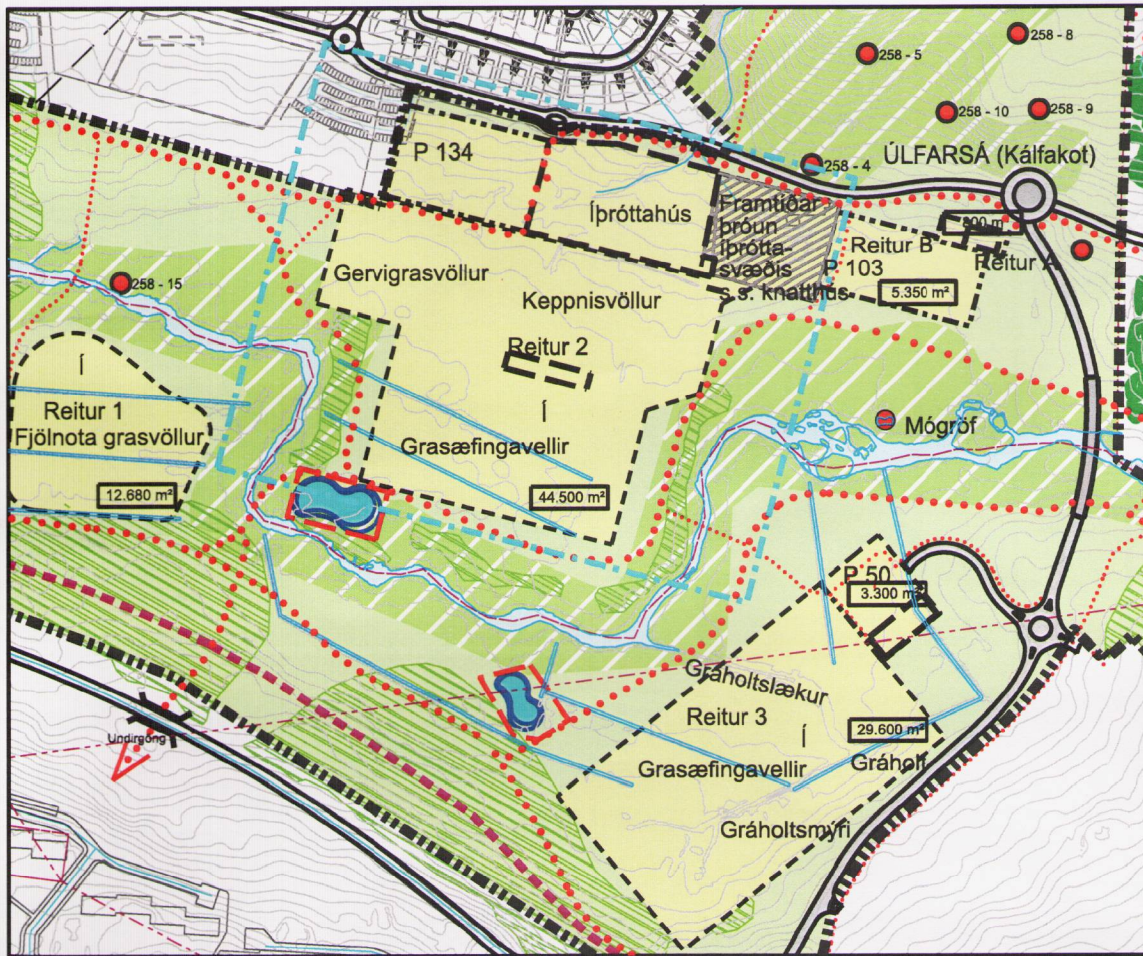 258 - 8
258 - 5
258 - 10
258 - 9
ÚLFARSÁ (Kálfakot)
258 - 4
P 134
Íþróttahús
Framtíðar
þróun
íþrótta-
svæðis
s.s. knatthús
Reitur B
P 103
5.350 m²
Reitur A
Gervigrasvöllur
Keppnisvöllur
258 - 15
Reitur 2
Í
Grasæfingavellir
44.500 m²
Í
Reitur 1
Fjölnota grasvöllur
12.680 m²
Mógröf
P 50
3.300 m²
Gráholtslækur
Reitur 3
Í
29.600 m²
Grasæfingavellir
Gráholt
Gráholtsmýri
Undirgöng